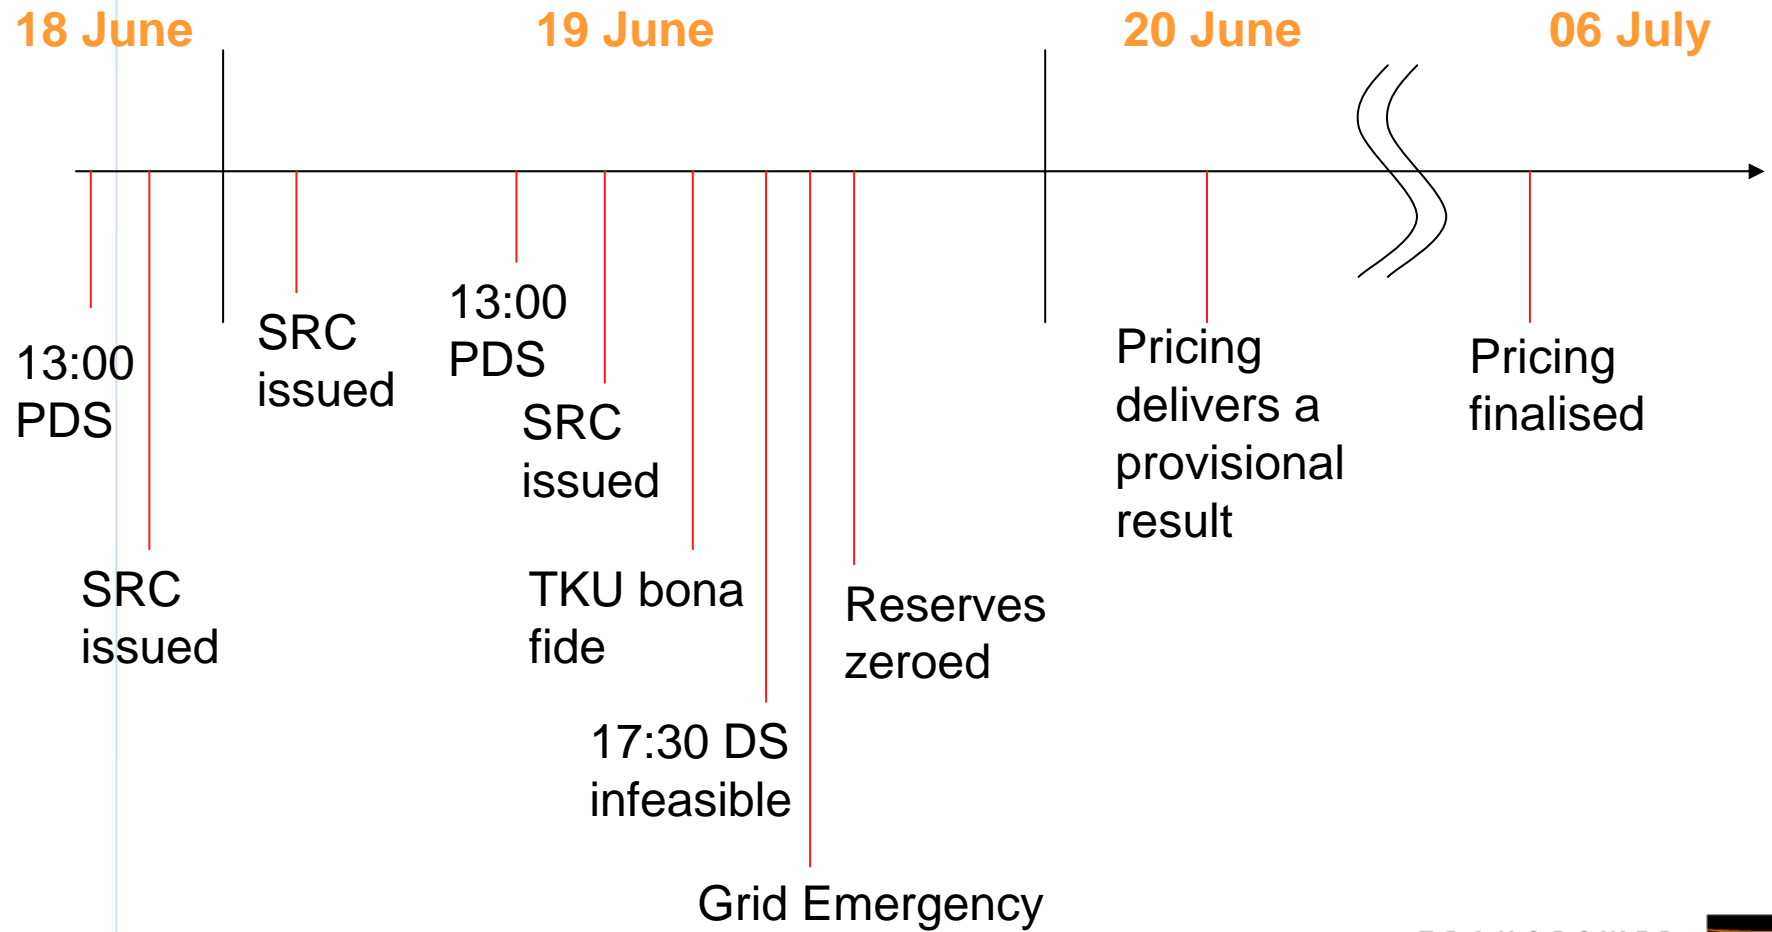 18 June
19 June
20 June
06 July
13:00
PDS
SRC
issued
SRC
issued
13:00
PDS
SRC
issued
TKU bona
fide
17:30 DS
infeasible
Grid Emergency
Reserves
zeroed
Pricing
delivers a
provisional
result
Pricing
finalised